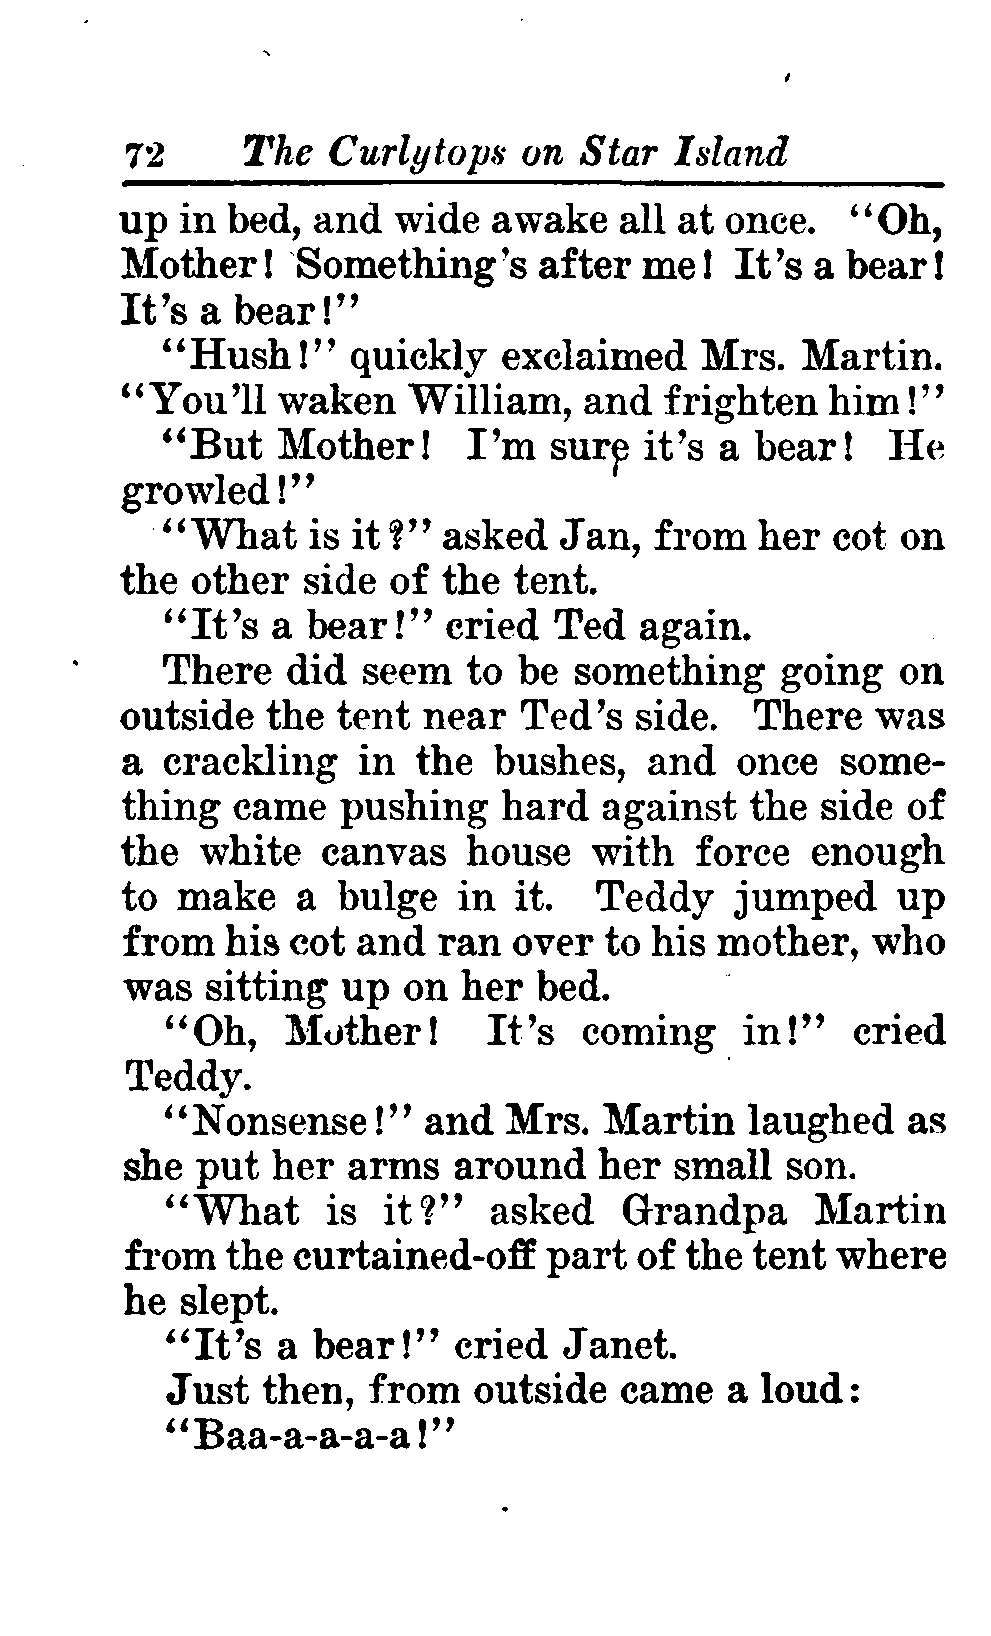 72 The Curlytops on Star Island
up in bed, and wide awake all at once. "Oh,
Mother! Something's after me! It's a bear!
It's a bear!"
"Hush!" quickly exclaimed Mrs. Martin.
"You'll waken William, and frighten him!"
"But Mother! I'm sure it's a bear! He
growled!"
"What is it?" asked Jan, from her cot on
the other side of the tent.
"It's a bear!" cried Ted again.
There did seem to be something going on
outside the tent near Ted's side. There was
a crackling in the bushes, and once some-
thing came pushing hard against the side of
the white canvas house with force enough
to make a bulge in it. Teddy jumped up
from his cot and ran over to his mother, who
was sitting up on her bed.
"Oh, Mother! It's coming in!" cried
Teddy.
"Nonsense!" and Mrs. Martin laughed as
she put her arms around her small son.
"What is it?" asked Grandpa Martin
from the curtained-off part of the tent where
he slept.
"It's a bear!" cried Janet.
Just then, from outside came a loud:
"Baa-a-a-a-a!"